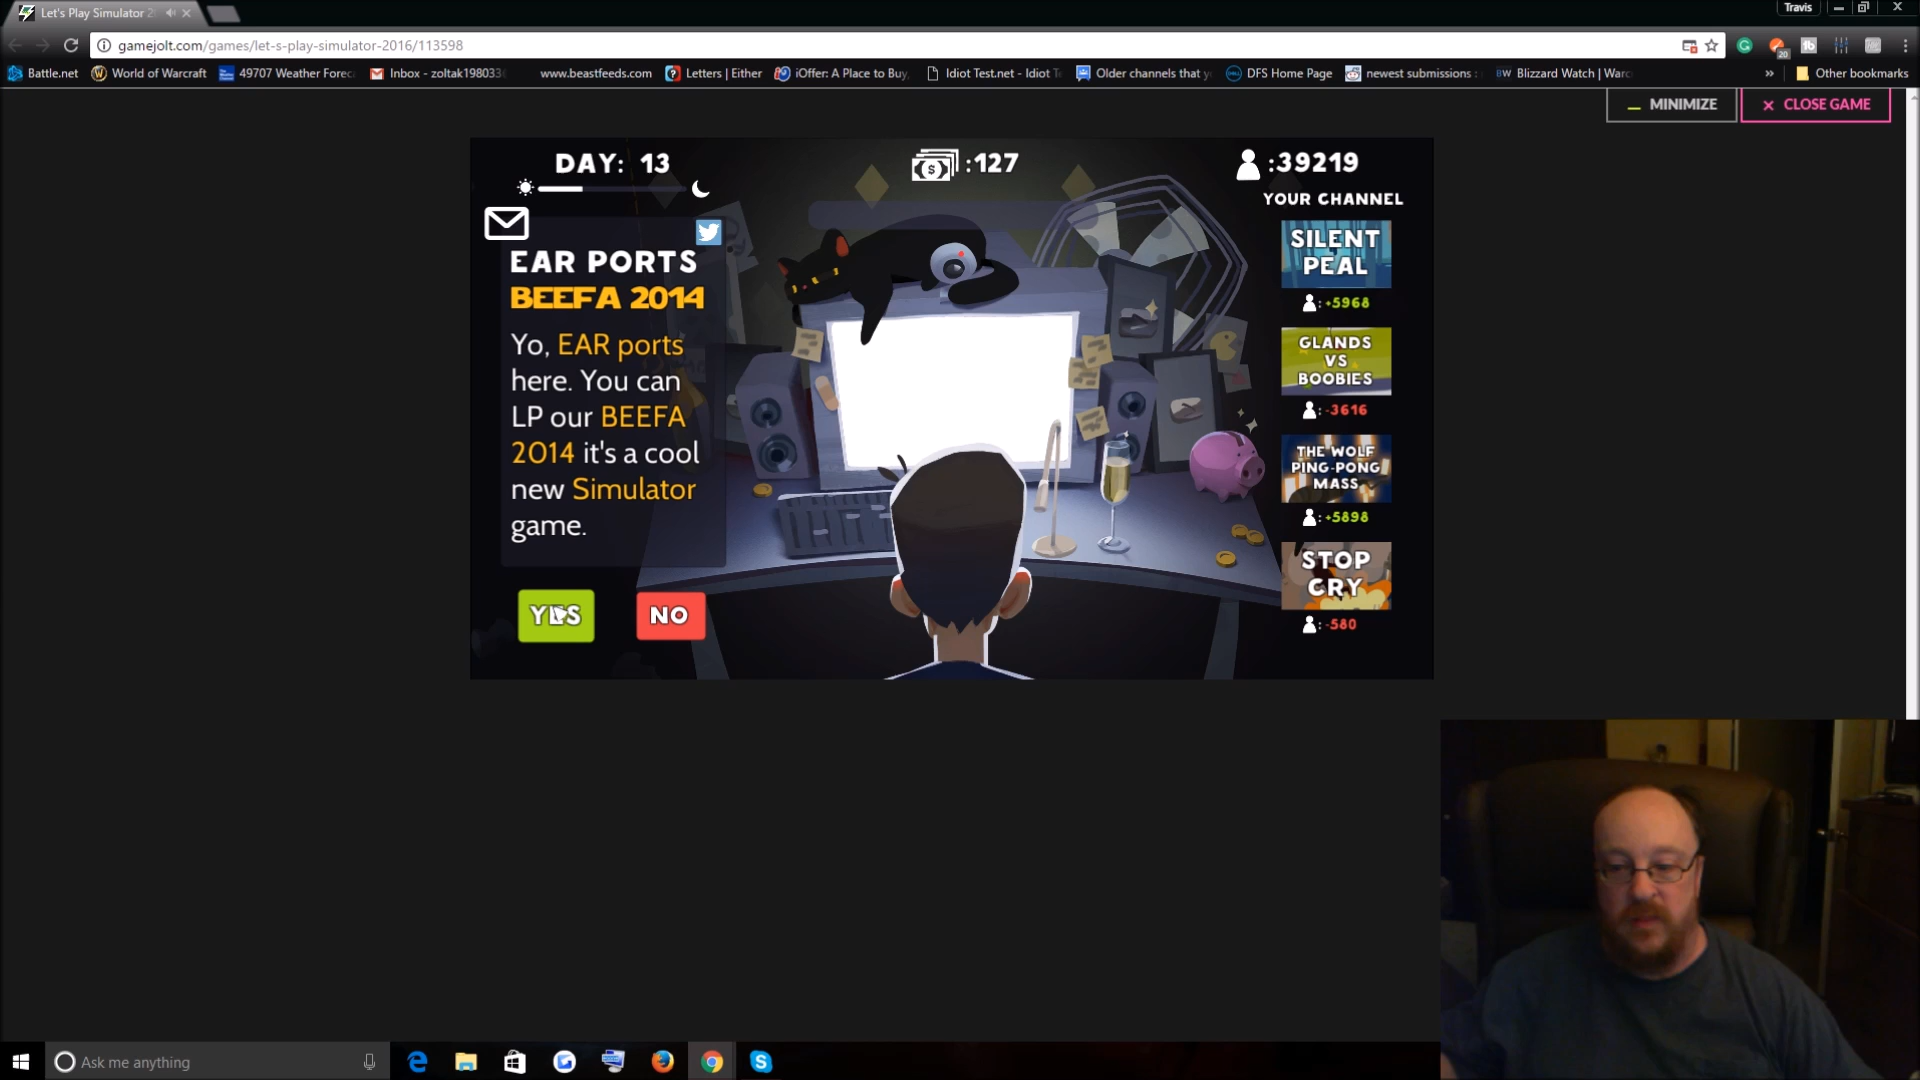 Let's Play Simulator 2
Travis
gamejolt.com/games/let-s-play-simulator-2016/113598
20
Battle.net
World of Warcraft
49707 Weather Forec
Inbox - zoltak198033
www.beastfeeds.com
Letters | Either
iOffer: A Place to Buy,
Idiot Test.net - Idiot T
Older channels that y
DFS Home Page
newest submissions :
BW Blizzard Watch | Warc
»
Other bookmarks
MINIMIZE
CLOSE GAME
DAY: 13
:127
:39219
YOUR CHANNEL
EAR PORTS
BEEFA 2014
Yo, EAR ports
here. You can
LP our BEEFA
2014 it's a cool
new Simulator
game.
YES
NO
SILENT
PEAL
:+5968
GLANDS
VS
BOOBIES
:-3616
THE WOLF
PING-PONG
MASS
:+5898
STOP
CRY
:-580
Ask me anything